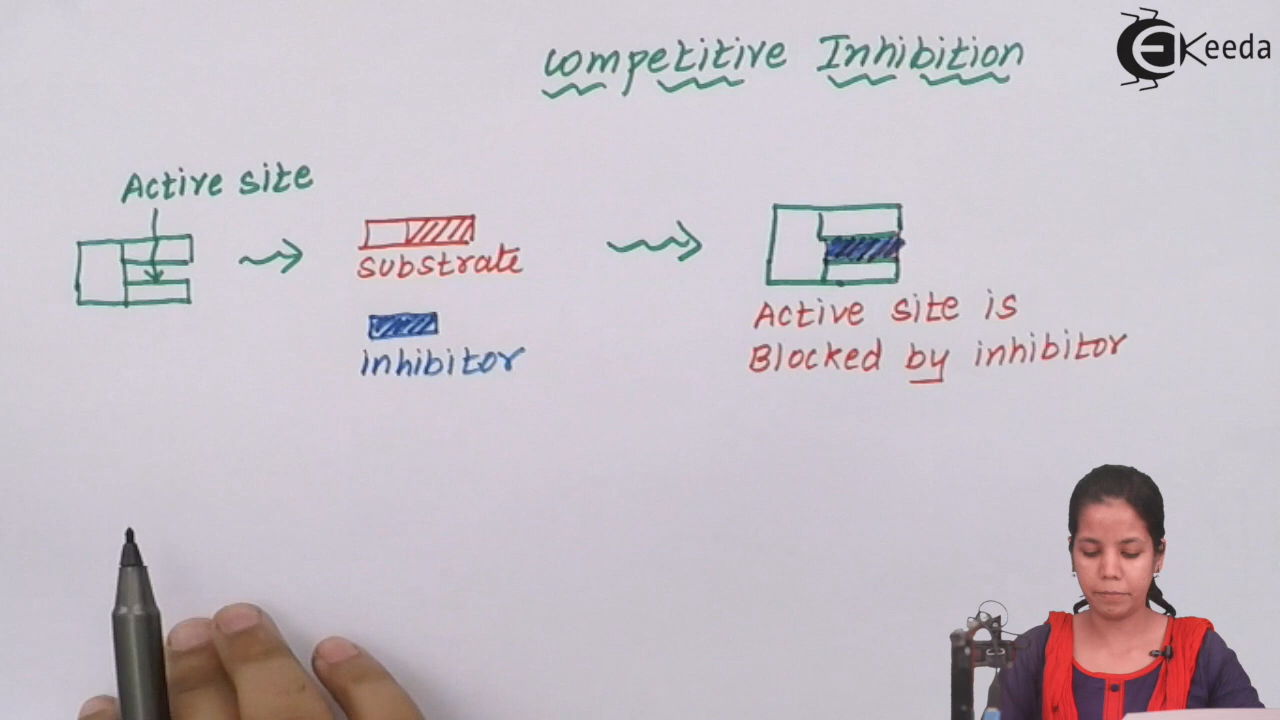 competitive Inhibition
EKeeda
Active site
substrate
inhibitor
Active site is
Blocked by inhibitor